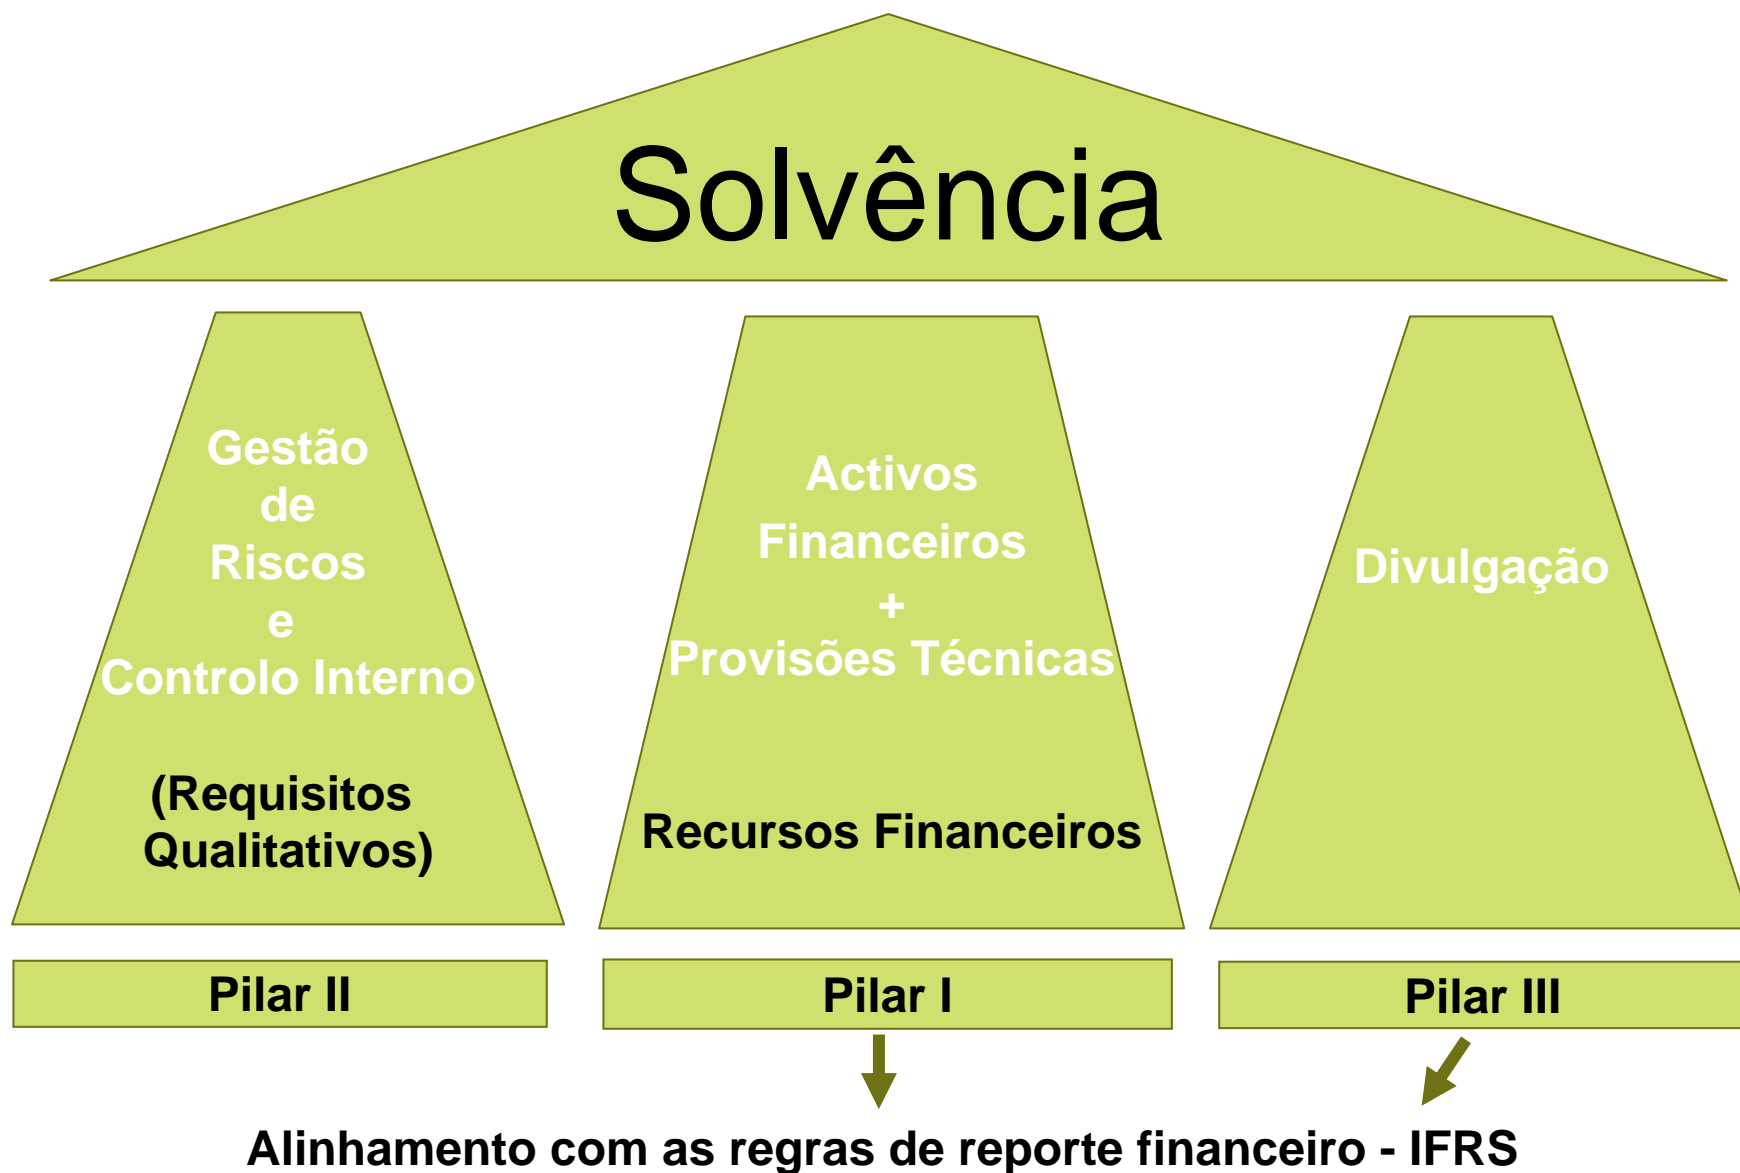 Solvência
Gestão
de
Riscos
e
Controlo Interno
(Requisitos
Qualitativos)
Pilar II
Activos
Financeiros
+
Provisões Técnicas
Recursos Financeiros
Pilar I
Divulgação
Pilar III
Alinhamento com as regras de reporte financeiro - IFRS